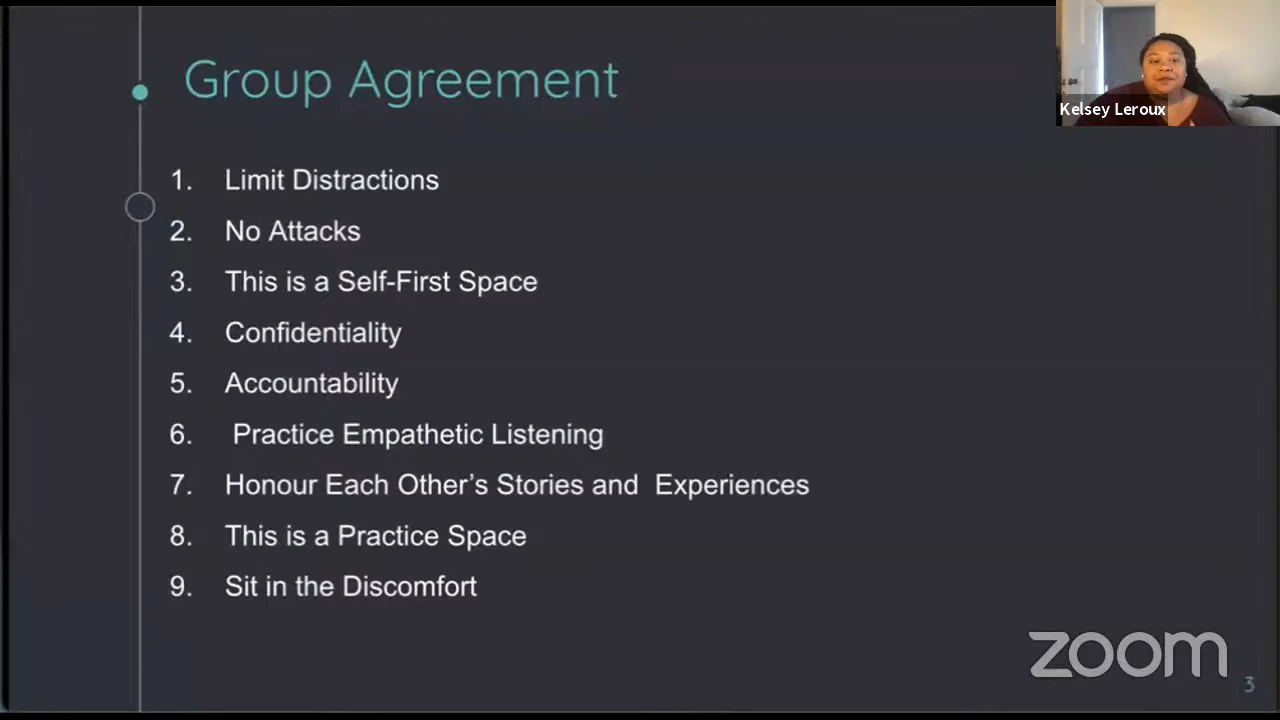 Group Agreement
Kelsey Leroux
1. Limit Distractions
2. No Attacks
3. This is a Self-First Space
4. Confidentiality
5. Accountability
6. Practice Empathetic Listening
7. Honour Each Other’s Stories and Experiences
8. This is a Practice Space
9. Sit in the Discomfort
zoom
3